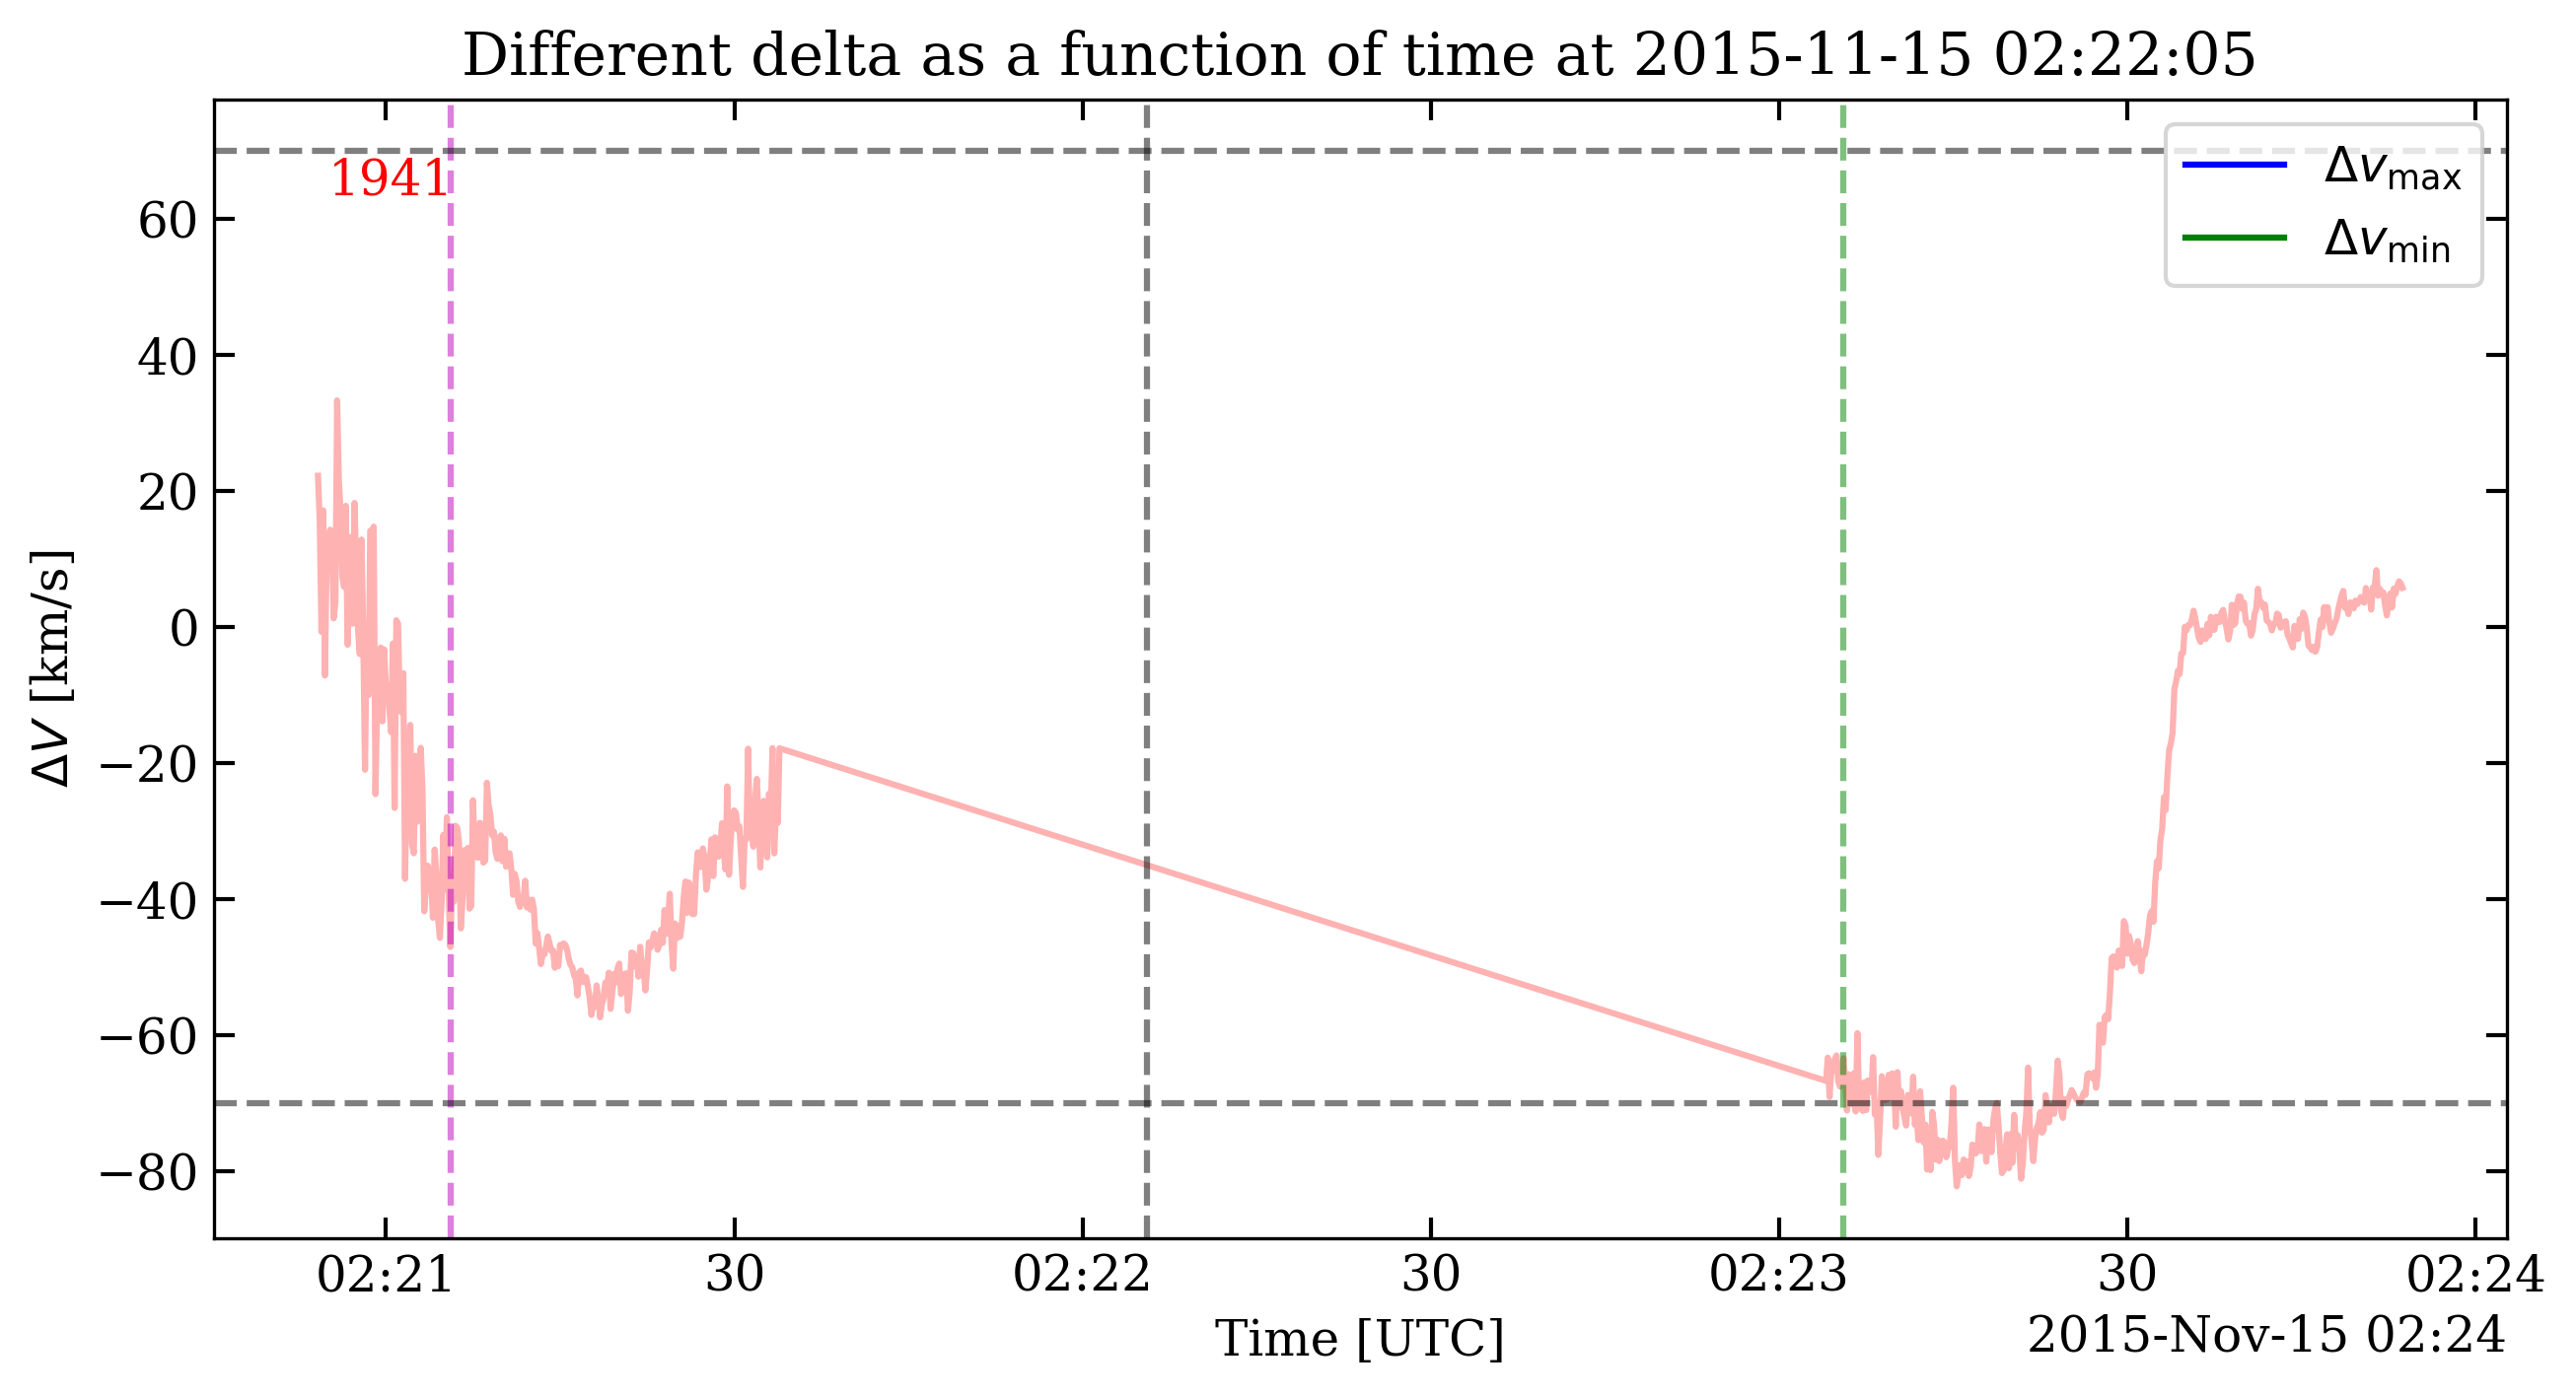 Different delta as a function of time at 2015-11-15 02:22:05
1941
Δv_max
Δv_min
60
40
20
0
−20
−40
−60
−80
ΔV [km/s]
02:21 30 02:22 30 02:23 30 02:24
Time [UTC]
2015-Nov-15 02:24